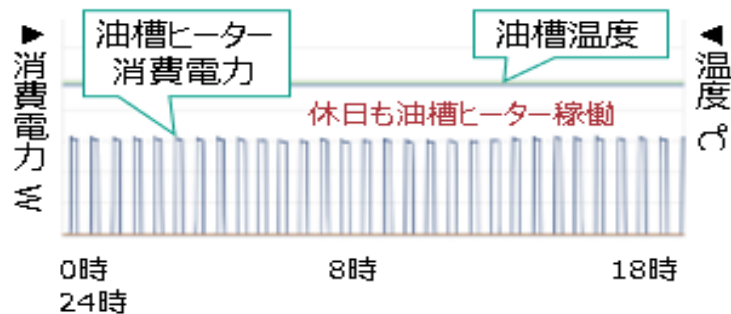 ▲消費電力 W
油槽ヒーター
消費電力
油槽温度
休日も油槽ヒーター稼働
▲温度 ℃
0時
8時
18時
24時